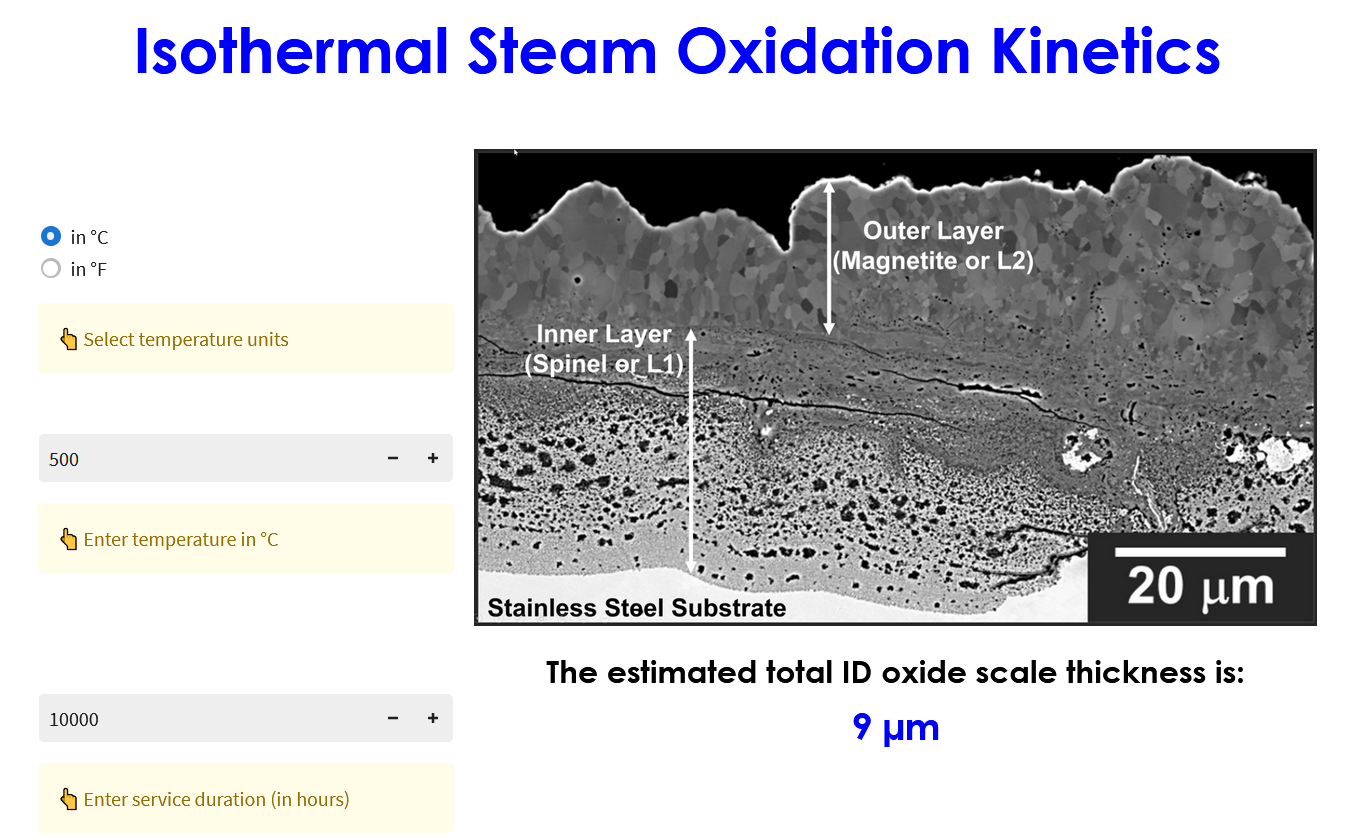 Isothermal Steam Oxidation Kinetics
in °C
in °F
👆 Select temperature units
500
− +
👆 Enter temperature in °C
10000
− +
👆 Enter service duration (in hours)
Outer Layer
(Magnetite or L2)
Inner Layer
(Spinel or L1)
Stainless Steel Substrate
20 µm
The estimated total ID oxide scale thickness is:
9 µm